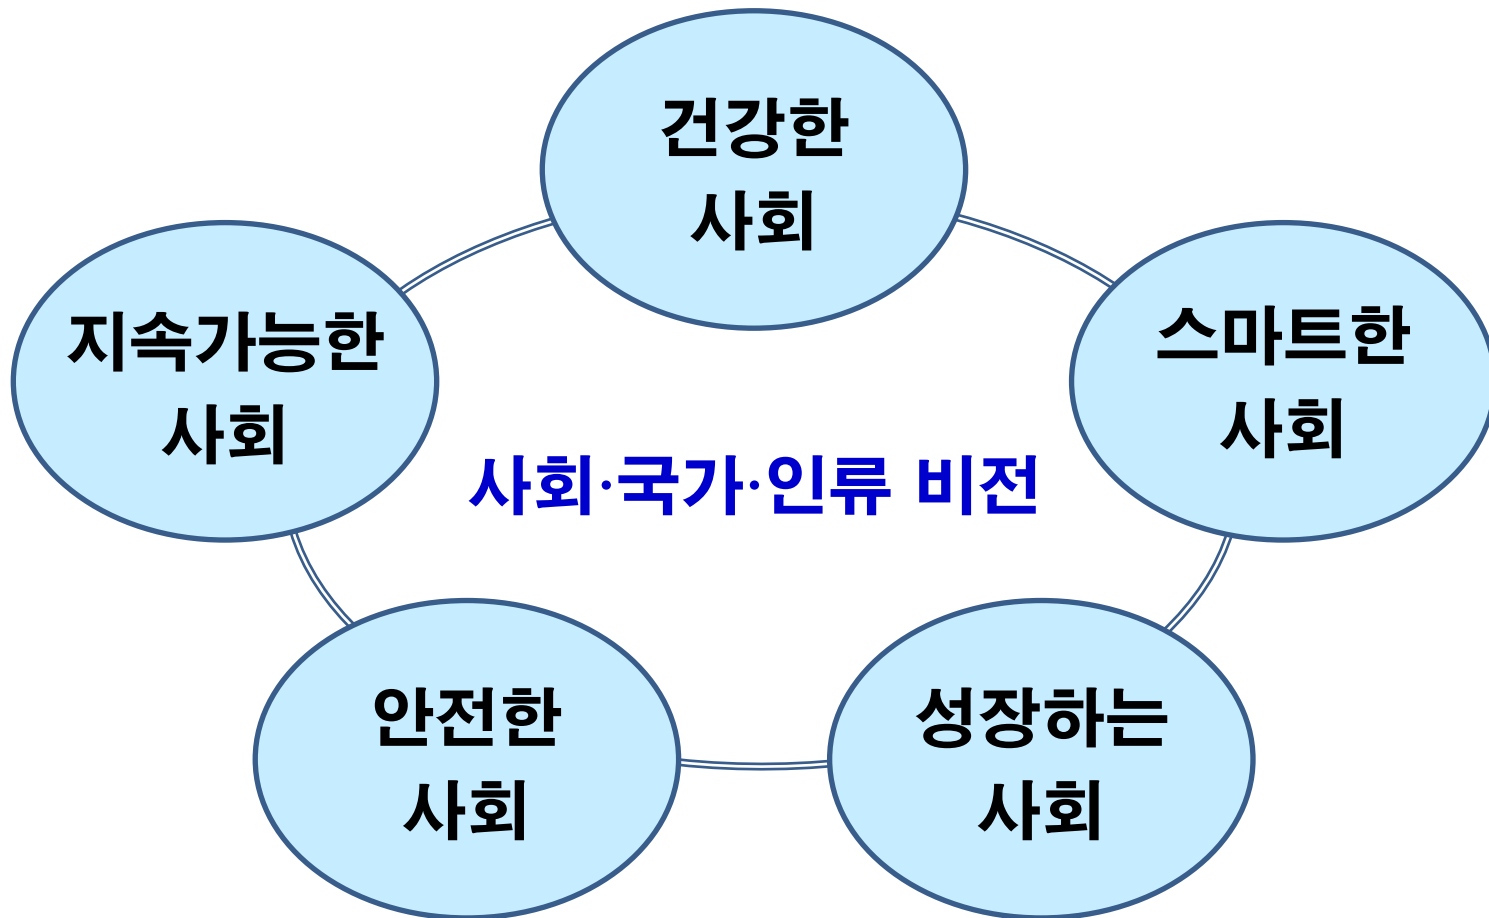 건강한
사회
스마트한
사회
성장하는
사회
안전한
사회
지속가능한
사회
사회·국가·인류 비전